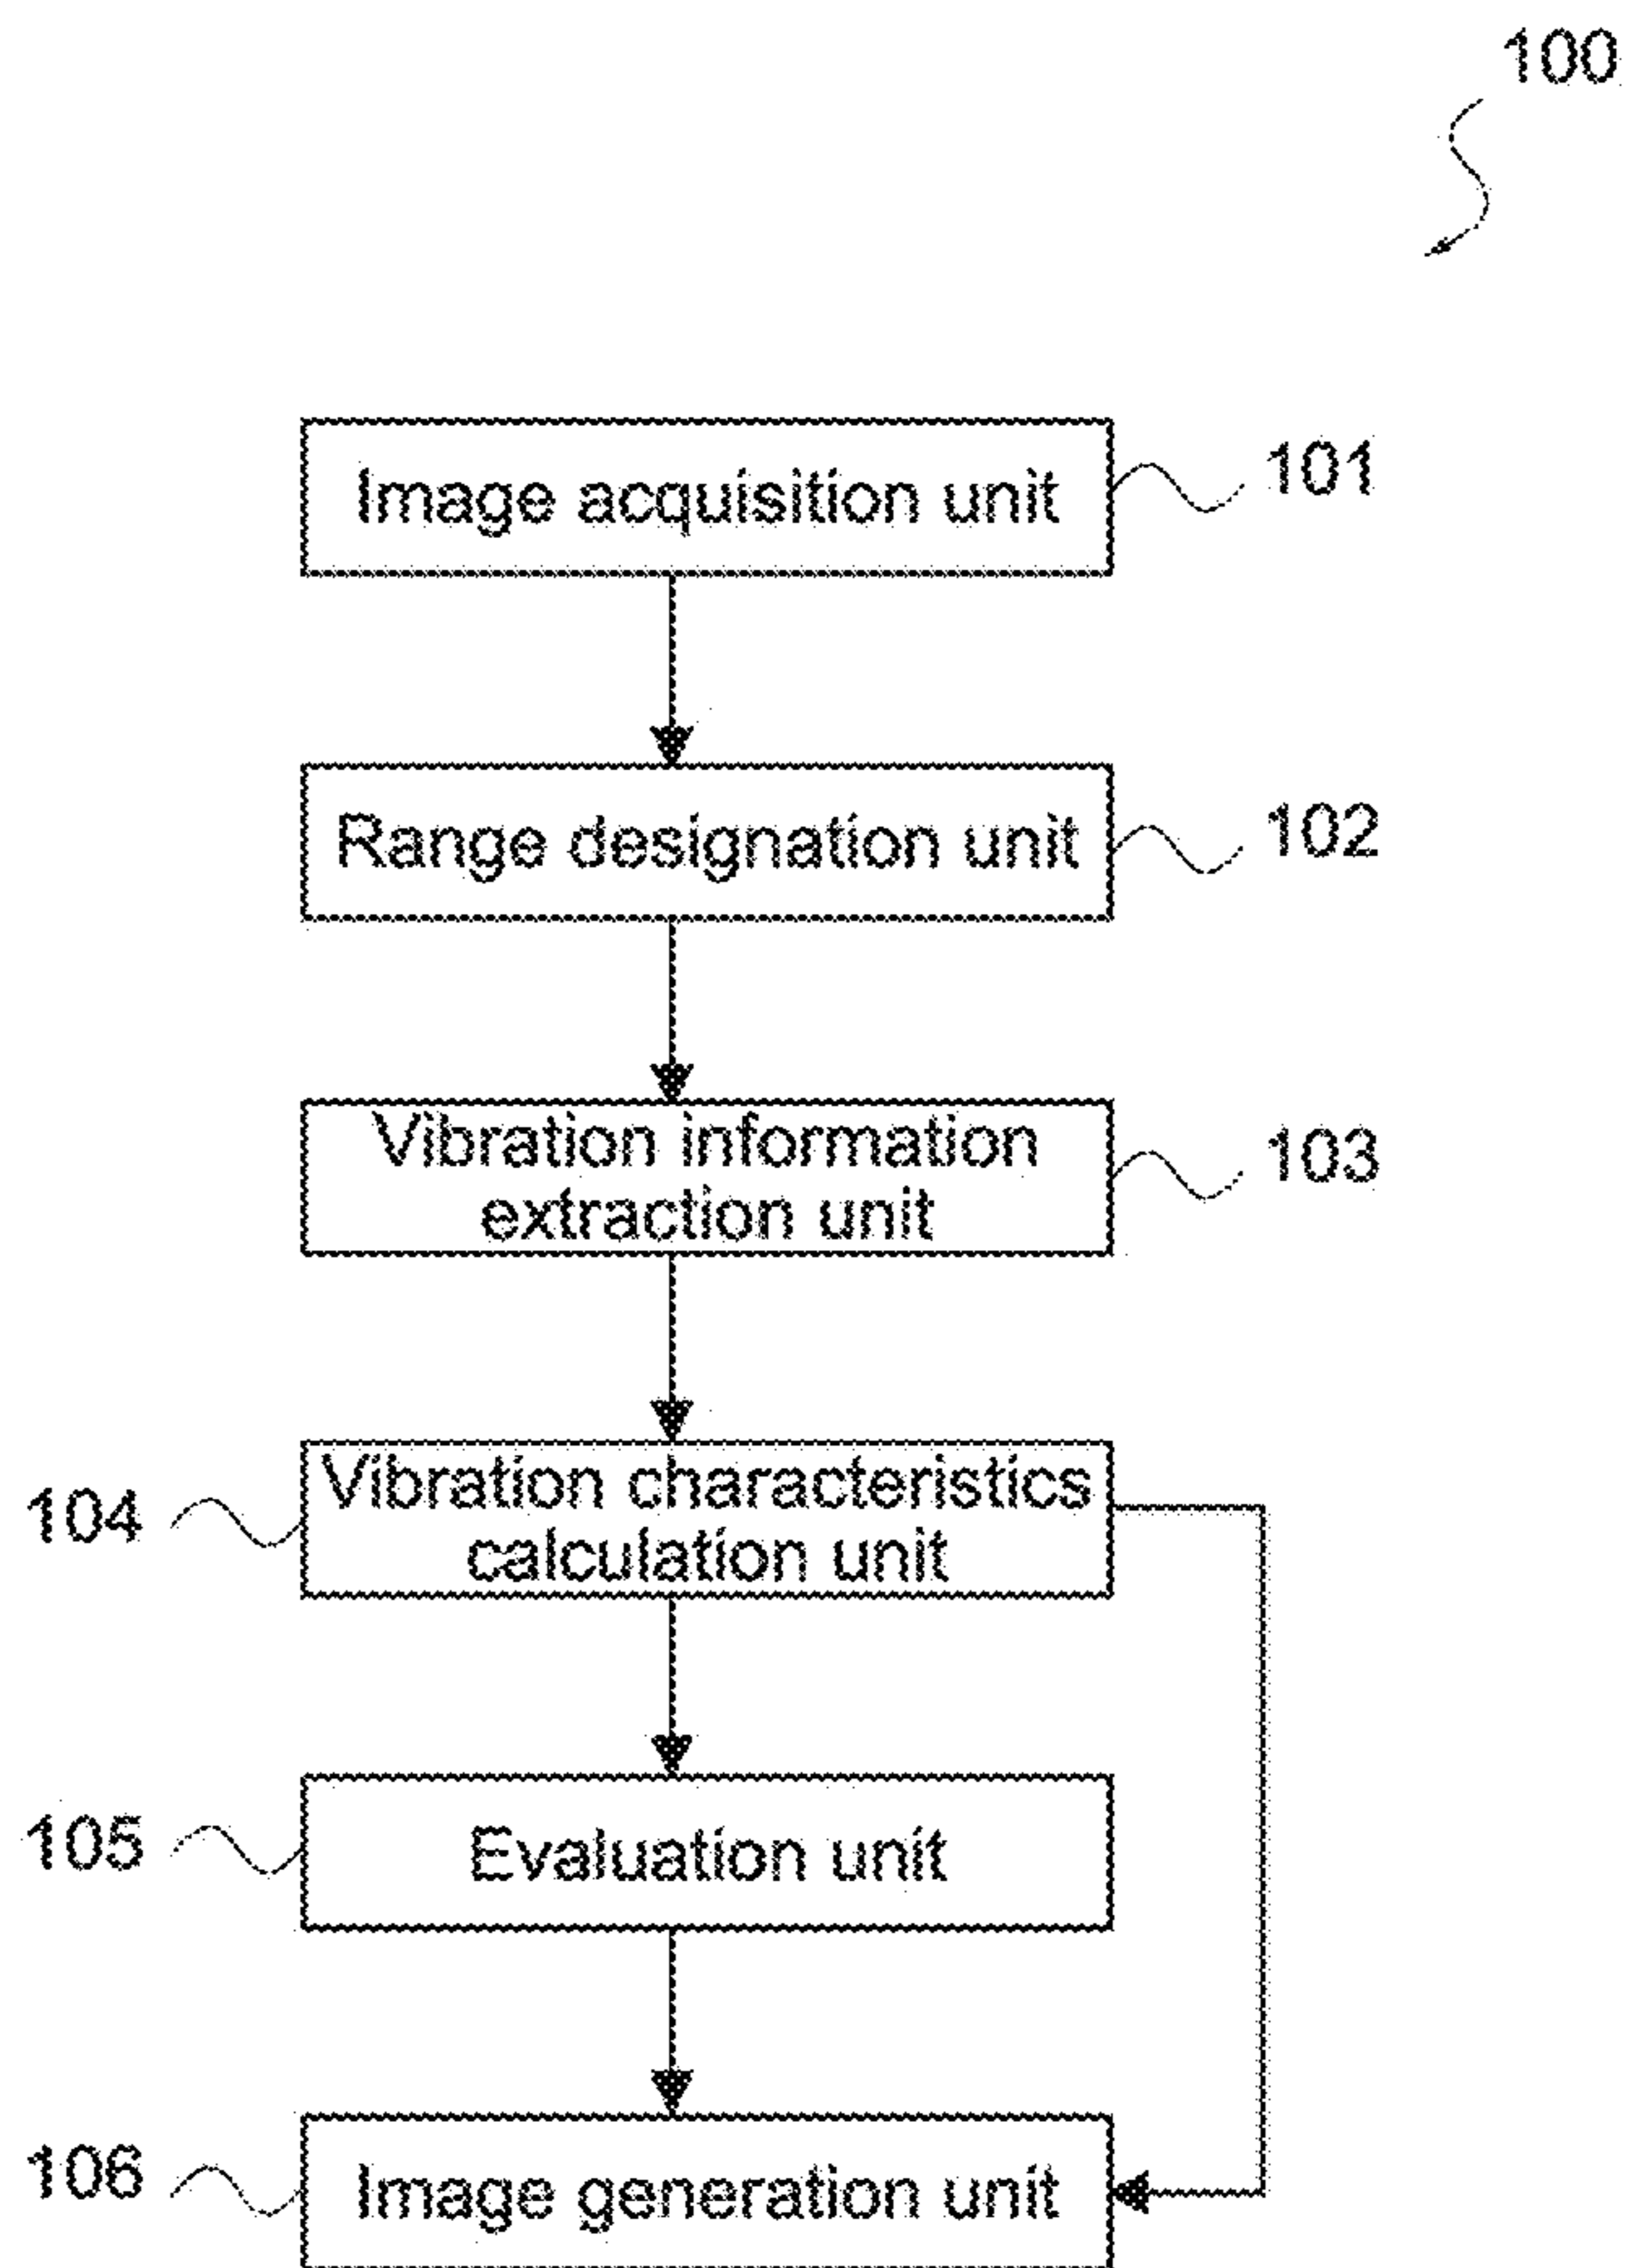 100
Image acquisition unit
101
Range designation unit
102
Vibration information
extraction unit
103
104
Vibration characteristics
calculation unit
105
Evaluation unit
106
Image generation unit